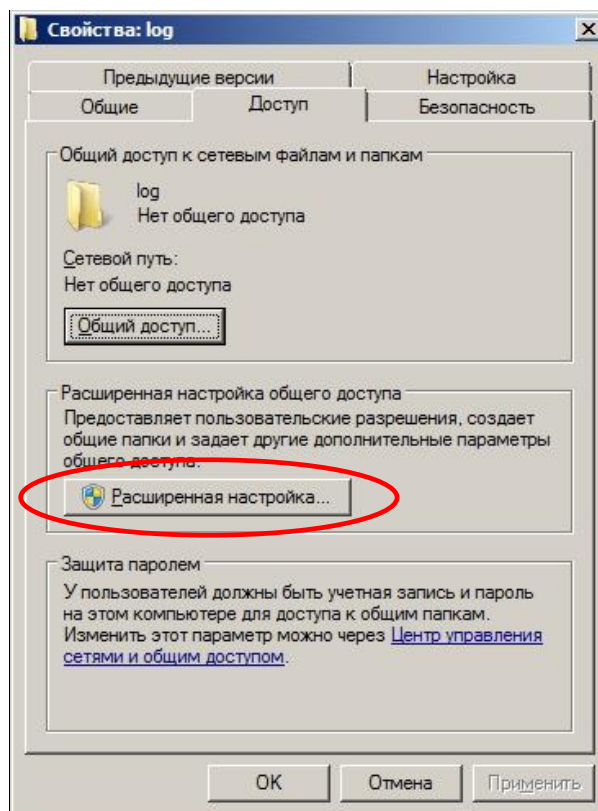 Свойства: log
Предыдущие версии
Настройка
Общие
Доступ
Безопасность
Общий доступ к сетевым файлам и папкам
log
Нет общего доступа
Сетевой путь:
Нет общего доступа
Общий доступ...
Расширенная настройка общего доступа
Предоставляет пользовательские разрешения, создает
общие папки и задает другие дополнительные параметры
общего доступа.
Расширенная настройка...
Защита паролем
У пользователей должны быть учетная запись и пароль
на этом компьютере для доступа к общим папкам.
Изменить этот параметр можно через Центр управления
сетями и общим доступом.
OK
Отмена
Применить